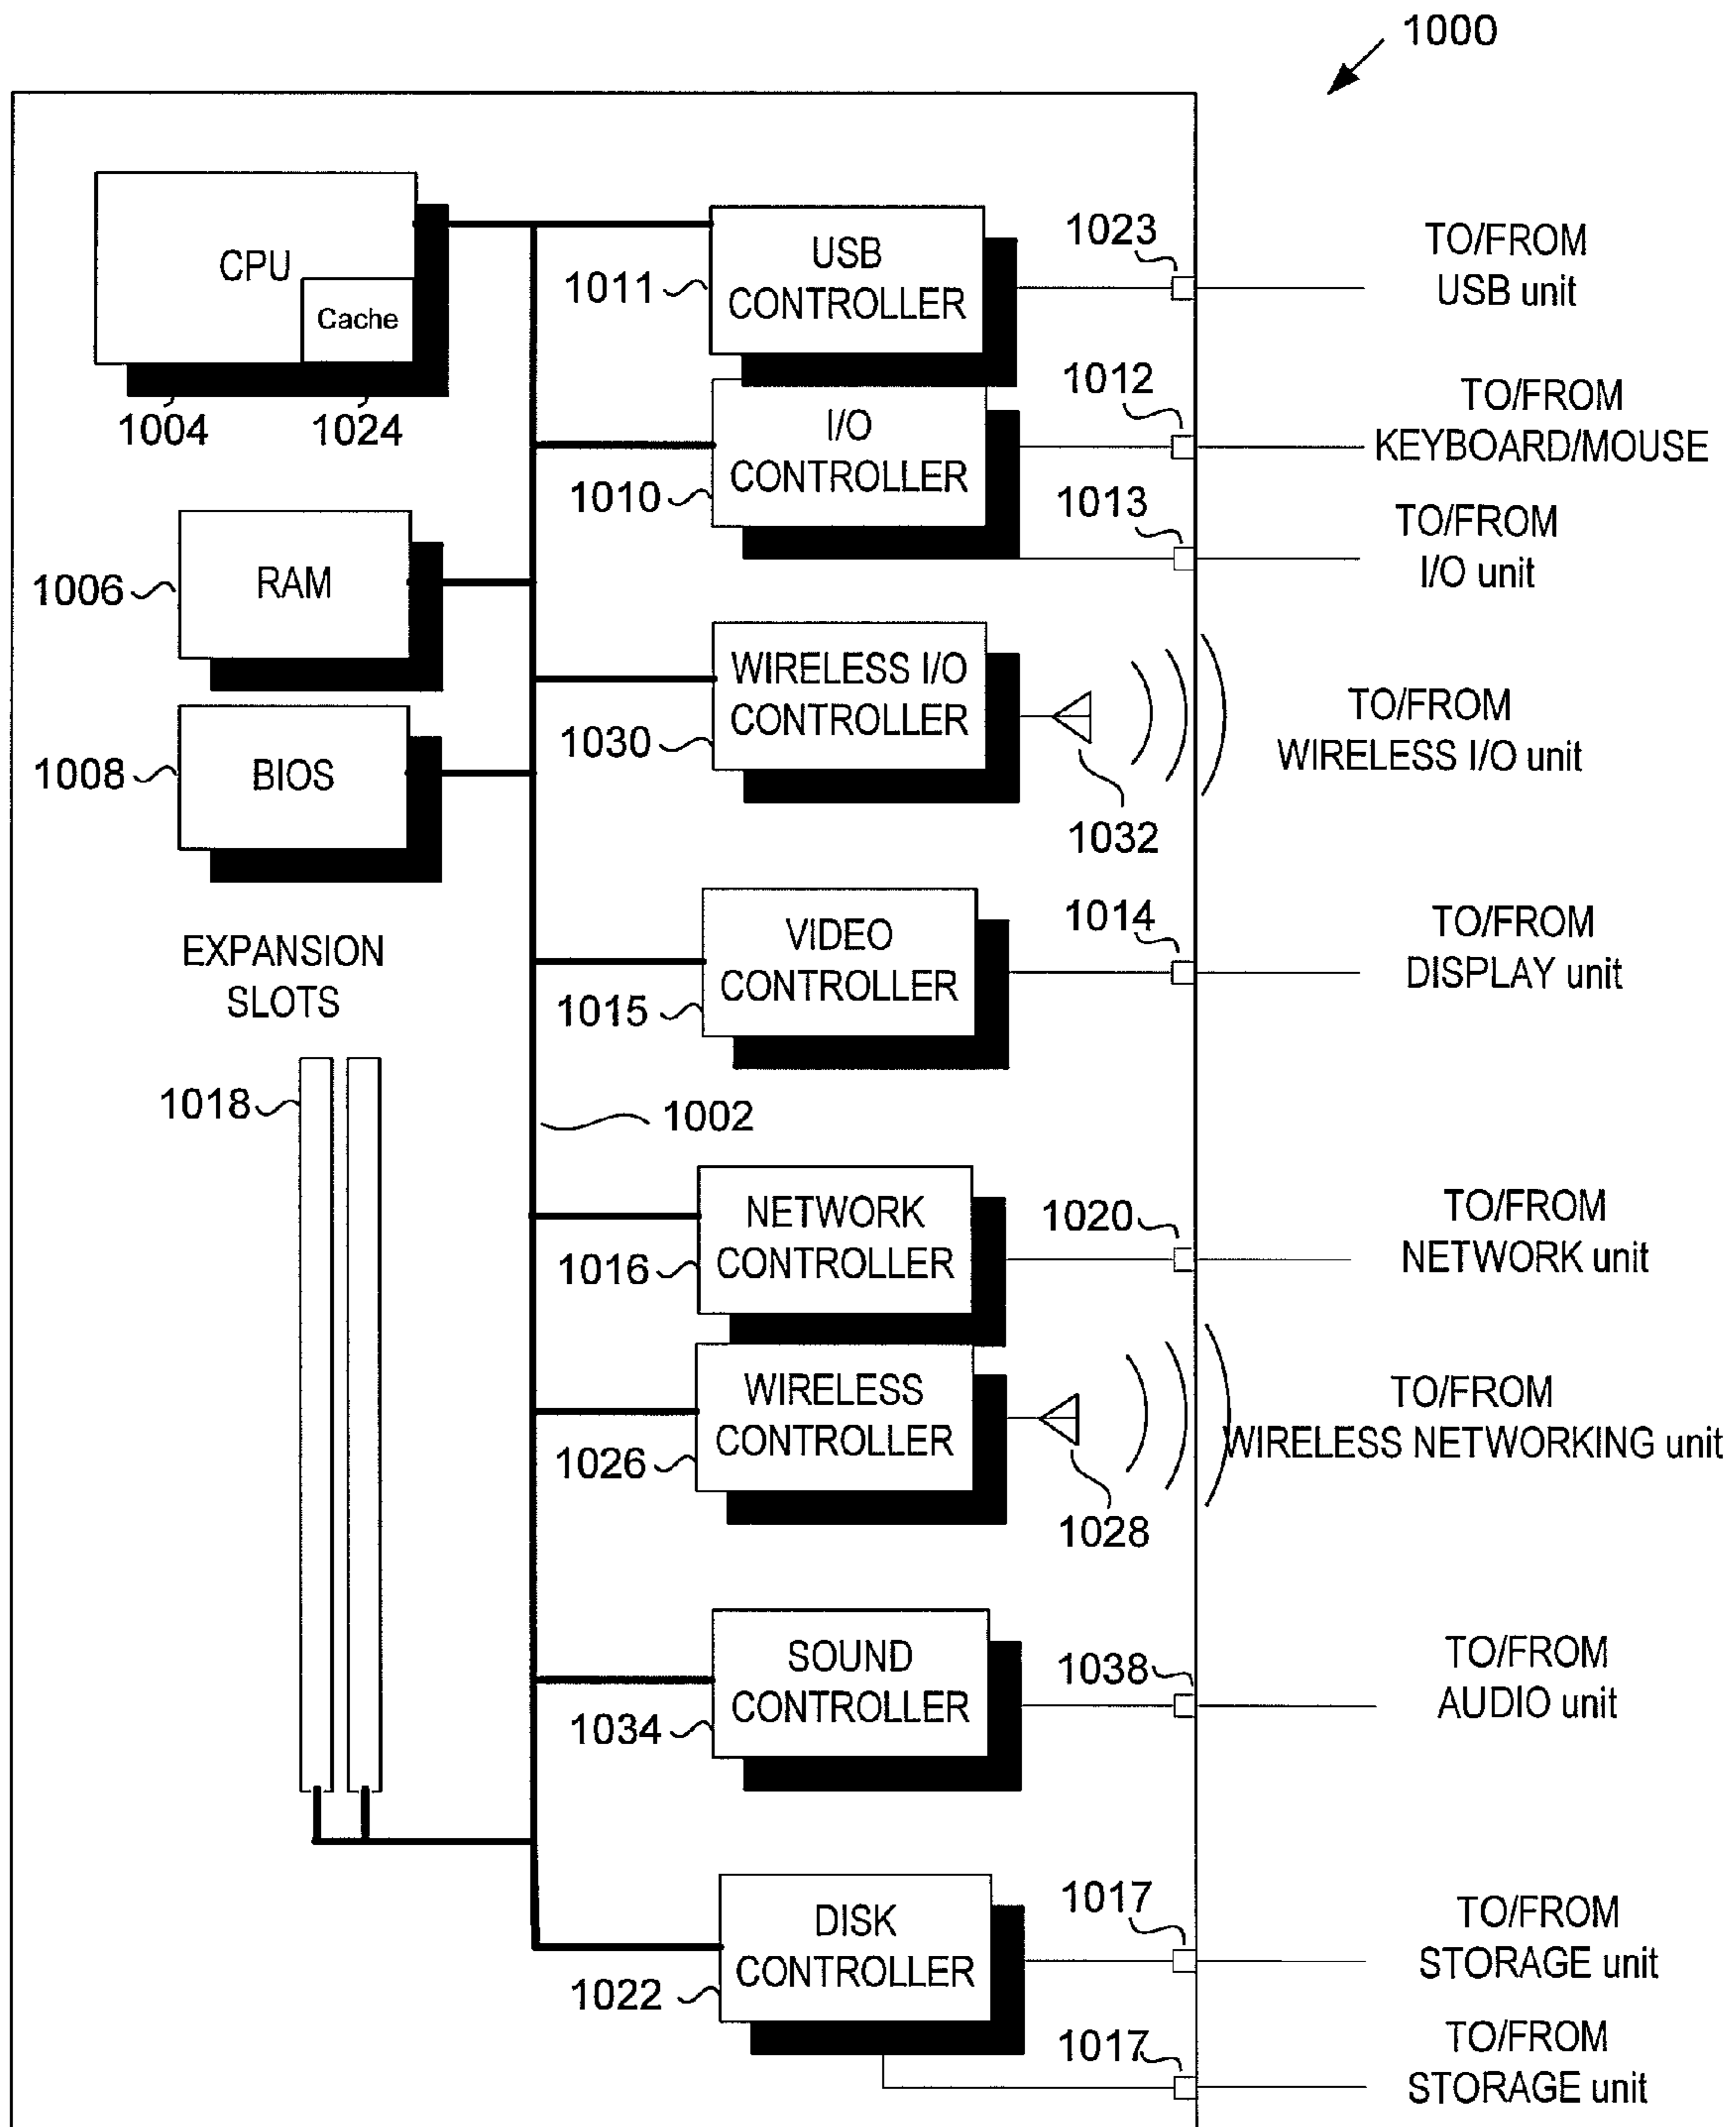 1000
CPU
Cache
1004
1024
USB
CONTROLLER
1011
1023
TO/FROM
USB unit
I/O
CONTROLLER
1010
1012
TO/FROM
KEYBOARD/MOUSE
1013
TO/FROM
I/O unit
1006
RAM
WIRELESS I/O
CONTROLLER
1030
1032
TO/FROM
WIRELESS I/O unit
1008
BIOS
VIDEO
CONTROLLER
1015
1014
TO/FROM
DISPLAY unit
EXPANSION
SLOTS
1018
1002
NETWORK
CONTROLLER
1016
1020
TO/FROM
NETWORK unit
WIRELESS
CONTROLLER
1026
1028
TO/FROM
WIRELESS NETWORKING unit
SOUND
CONTROLLER
1034
1038
TO/FROM
AUDIO unit
DISK
CONTROLLER
1022
1017
TO/FROM
STORAGE unit
1017
TO/FROM
STORAGE unit